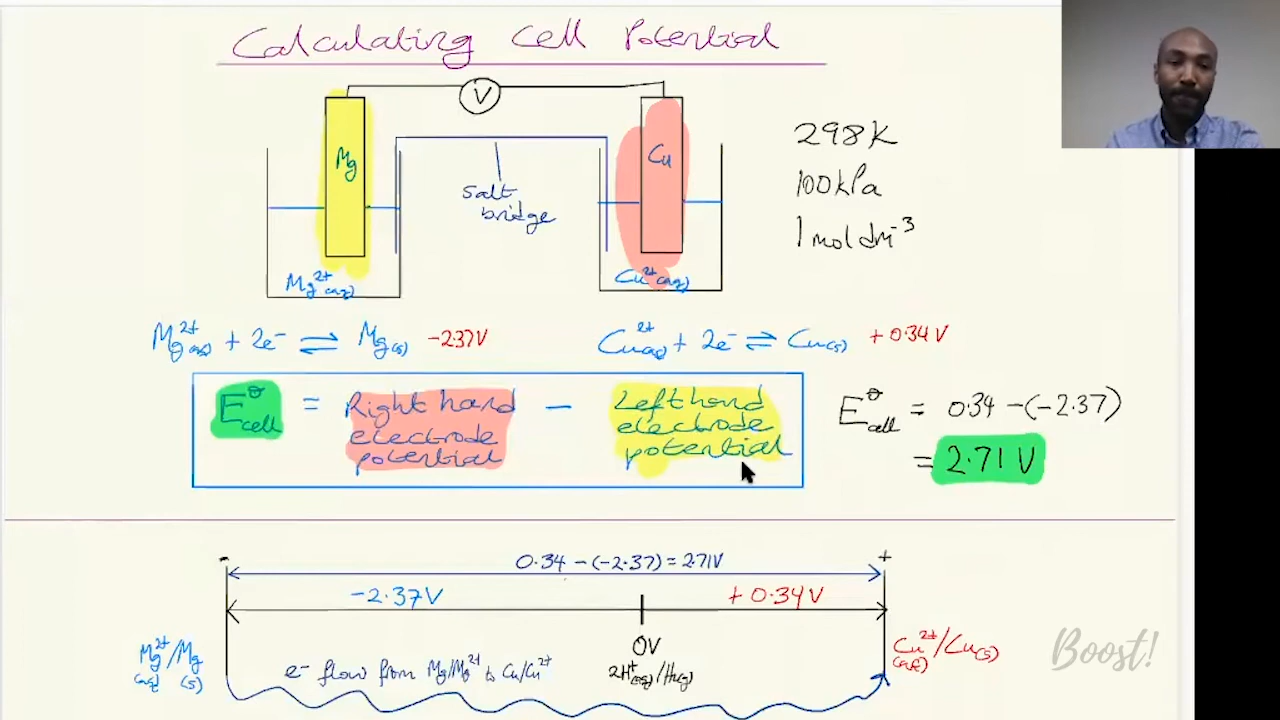 Calculating Cell Potential
V
Mg
Cu
Salt
bridge
298K
100kPa
1 mol dm⁻³
Mg²⁺(aq)
Cu²⁺(aq)
Mg²⁺(aq) + 2e⁻ ⇌ Mg(s) -2.37V
Cu²⁺(aq) + 2e⁻ ⇌ Cu(s) +0.34V
E⦵cell = Right hand electrode potential − Left hand electrode potential
E⦵cell = 0.34 -(-2.37)
= 2.71 V
- +
0.34 -(-2.37) = 2.71V
-2.37V
+0.34V
Mg²⁺(aq)/Mg(s)
0V
2H⁺(aq)/H₂(g)
Cu²⁺(aq)/Cu(s)
e⁻ flow from Mg/Mg²⁺ to Cu/Cu²⁺
Boost!